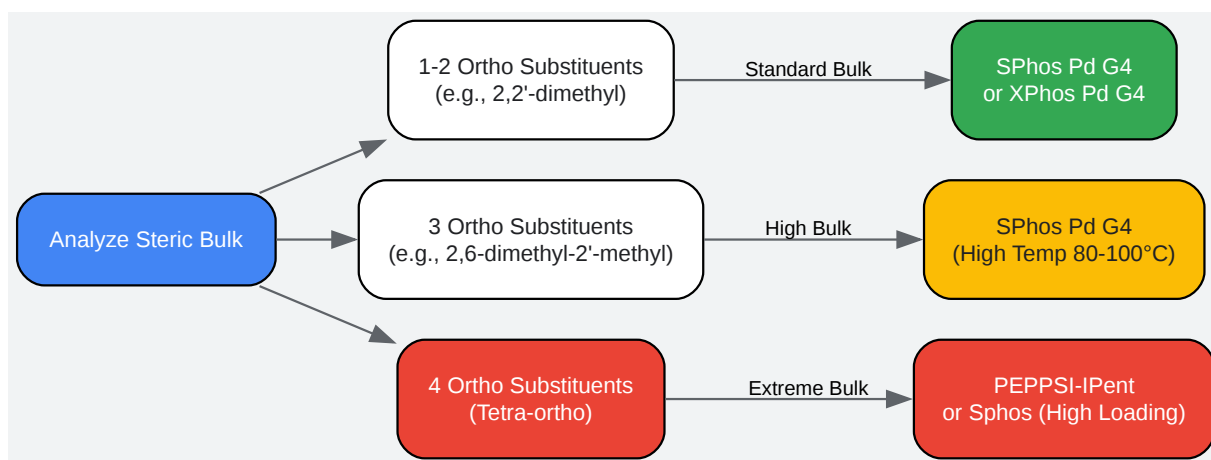 1-2 Ortho Substituents
(e.g., 2,2'-dimethyl)
Standard Bulk
SPhos Pd G4
or XPhos Pd G4
Analyze Steric Bulk
3 Ortho Substituents
(e.g., 2,6-dimethyl-2'-methyl)
High Bulk
SPhos Pd G4
(High Temp 80-100°C)
4 Ortho Substituents
(Tetra-ortho)
Extreme Bulk
PEPPSI-IPent
or Sphos (High Loading)